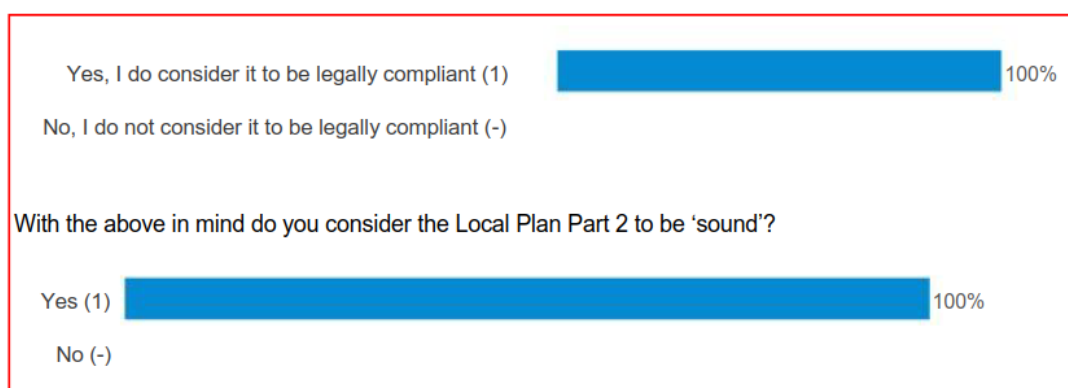 Yes, I do consider it to be legally compliant (1) 100%
No, I do not consider it to be legally compliant (-)
With the above in mind do you consider the Local Plan Part 2 to be ‘sound’?
Yes (1) 100%
No (-)